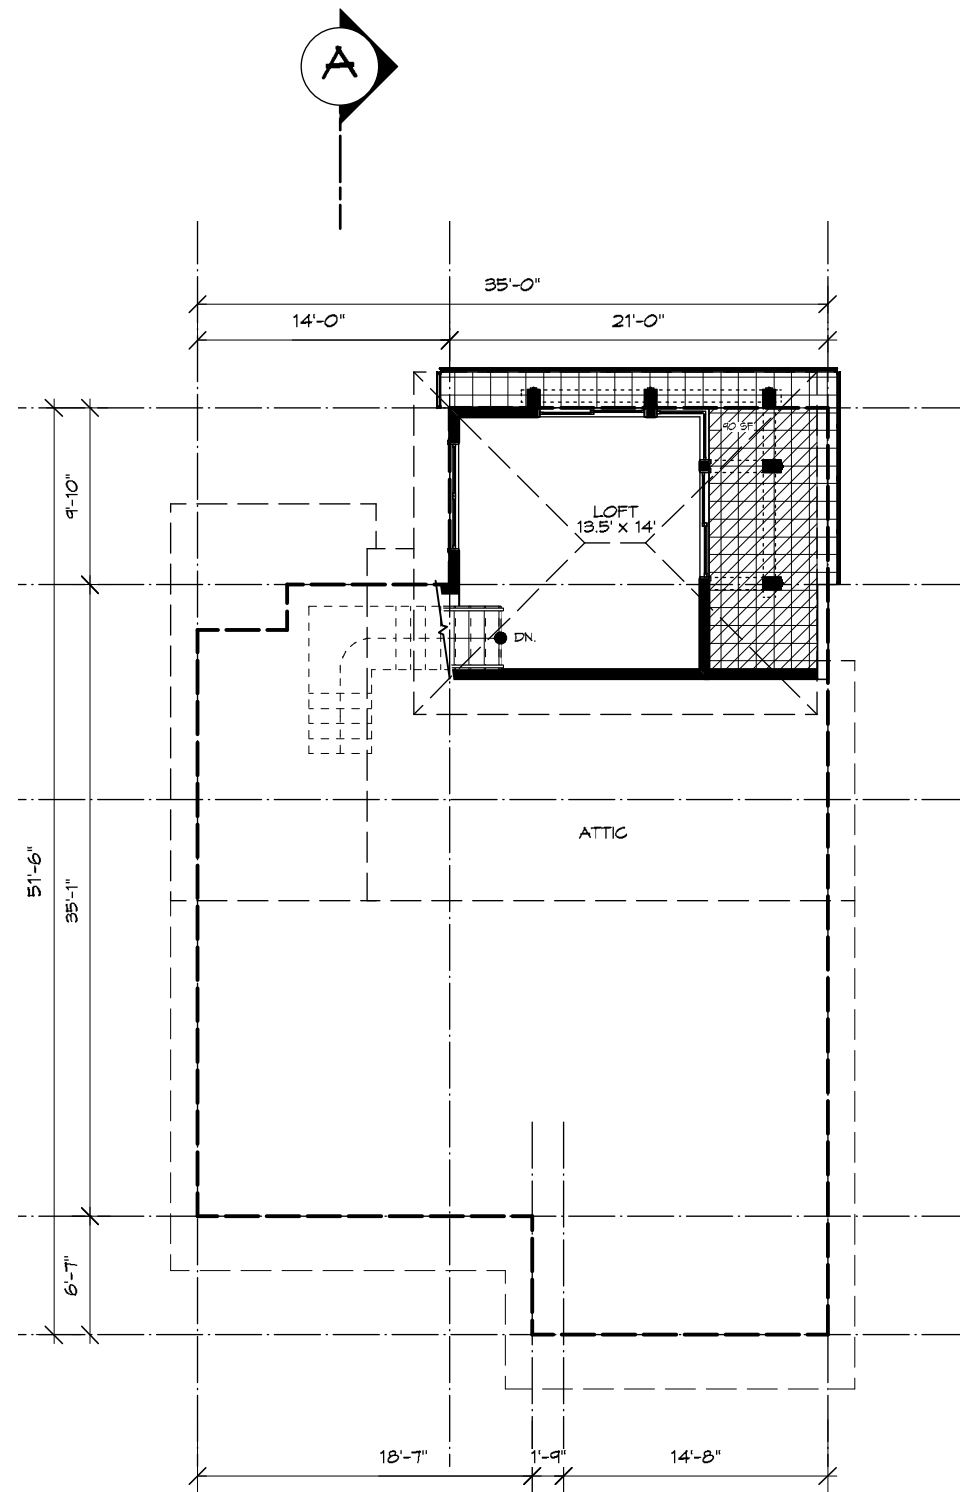 A
35'-0"
14'-0"
21'-0"
90 SF.
LOFT
13.5' x 14'
DN.
9'-10"
ATTIC
51'-6"
35'-1"
6'-7"
18'-7"
1'-9"
14'-8"